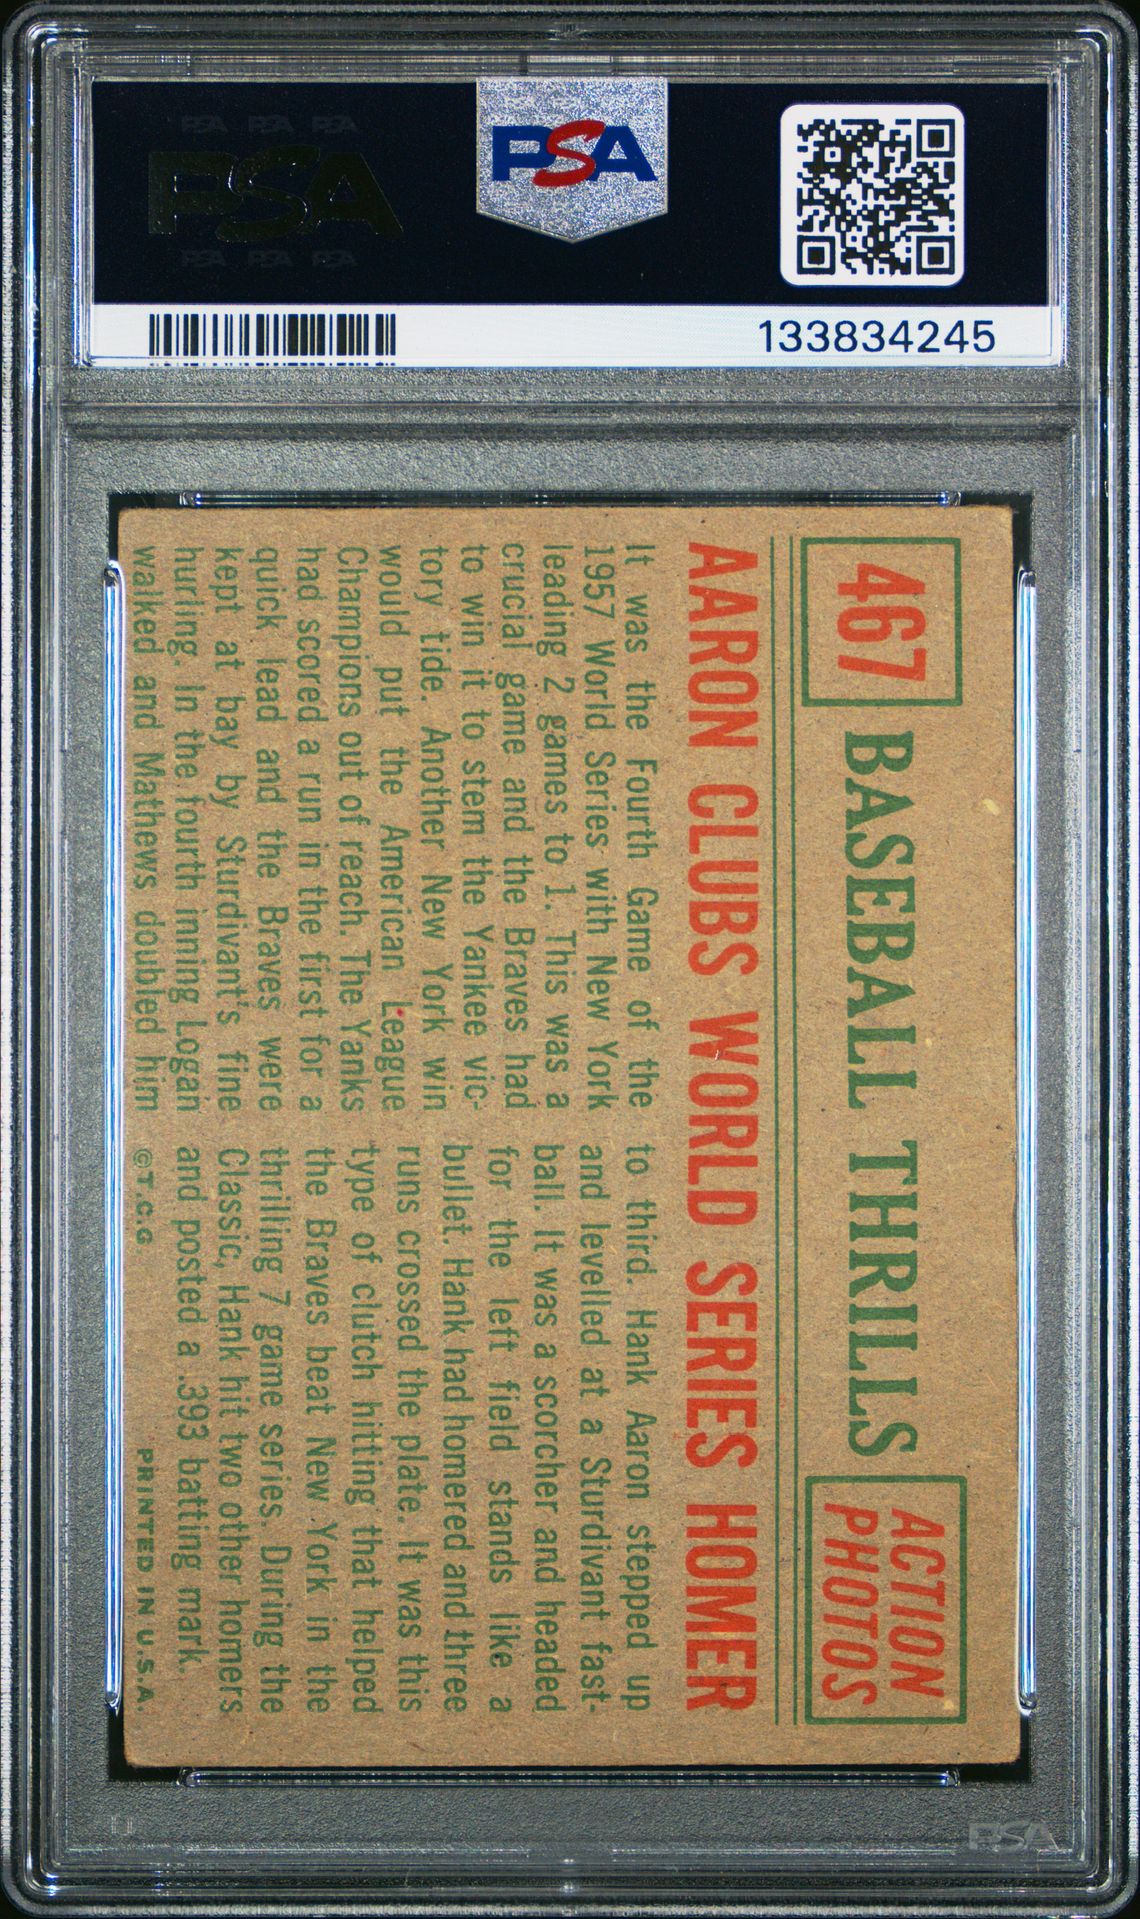 PSA PSA PSA
PSA
PSA PSA PSA
PSA
133834245
467
BASEBALL THRILLS
ACTION
PHOTOS
AARON CLUBS WORLD SERIES HOMER
It was the Fourth Game of the
1957 World Series with New York
leading 2 games to 1. This was a
crucial game and the Braves had
to win it to stem the Yankee vic-
tory tide. Another New York win
would put the American League
Champions out of reach. The Yanks
had scored a run in the first for a
quick lead and the Braves were
kept at bay by Sturdivant's fine
hurling. In the fourth inning Logan
walked and Mathews doubled him
to third. Hank Aaron stepped up
and levelled at a Sturdivant fast-
ball. It was a scorcher and headed
for the left field stands like a
bullet. Hank had homered and three
runs crossed the plate. It was this
type of clutch hitting that helped
the Braves beat New York in the
thrilling 7 game series. During the
Classic, Hank hit two other homers
and posted a .393 batting mark.
©T.C.G. PRINTED IN U.S.A.
PSA